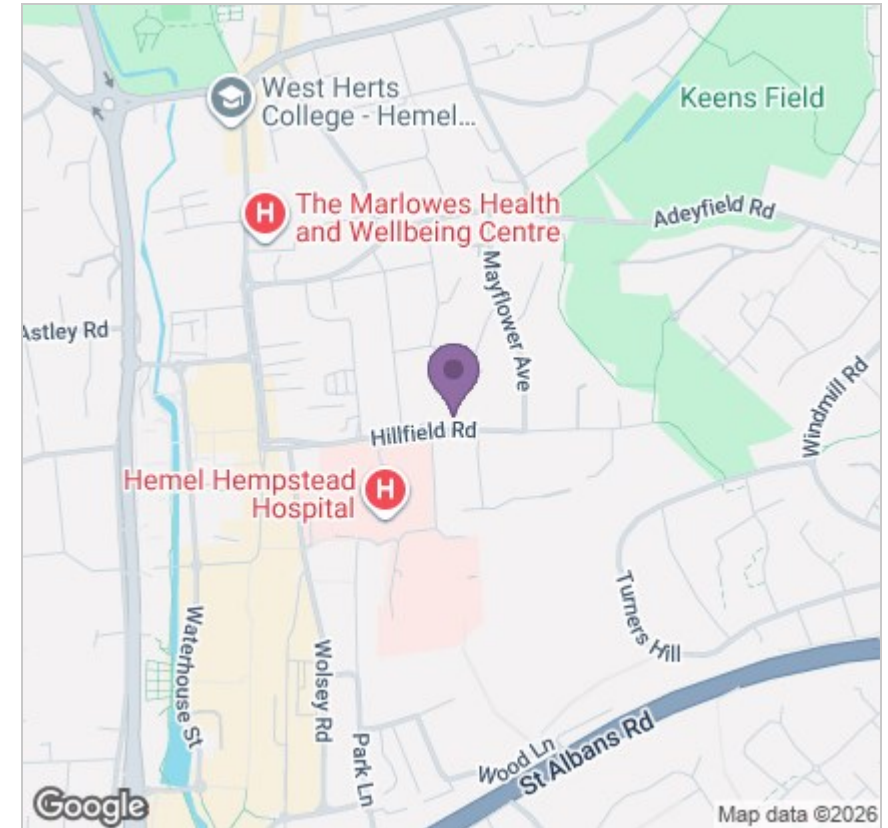 West Herts
College - Hemel...
Keens Field
H
The Marlowes Health
and Wellbeing Centre
Adeyfield Rd
Mayflower Ave
Astley Rd
Windmill Rd
Hillfield Rd
Hemel Hempstead
Hospital
H
Turners Hill
Waterhouse St
Wolsey Rd
Park Ln
Wood Ln
St Albans Rd
Google
Map data ©2026